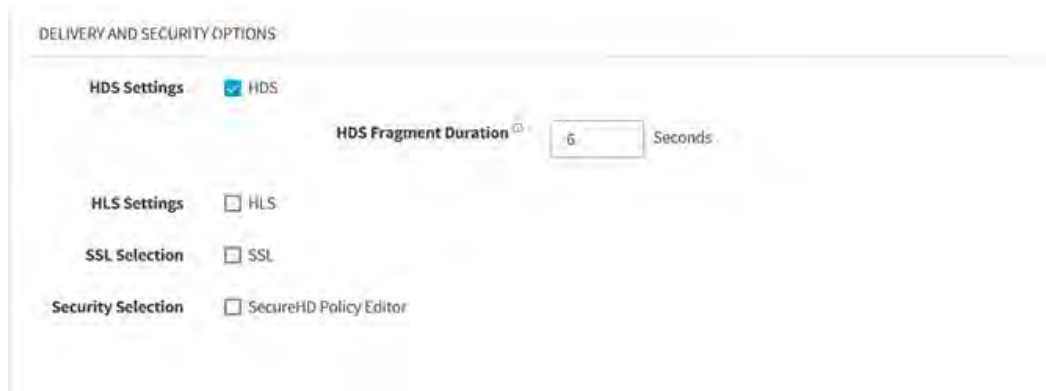 DELIVERY AND SECURITY OPTIONS
HDS Settings HDS
HDS Fragment Duration 6 Seconds
HLS Settings HLS
SSL Selection SSL
Security Selection SecureHD Policy Editor